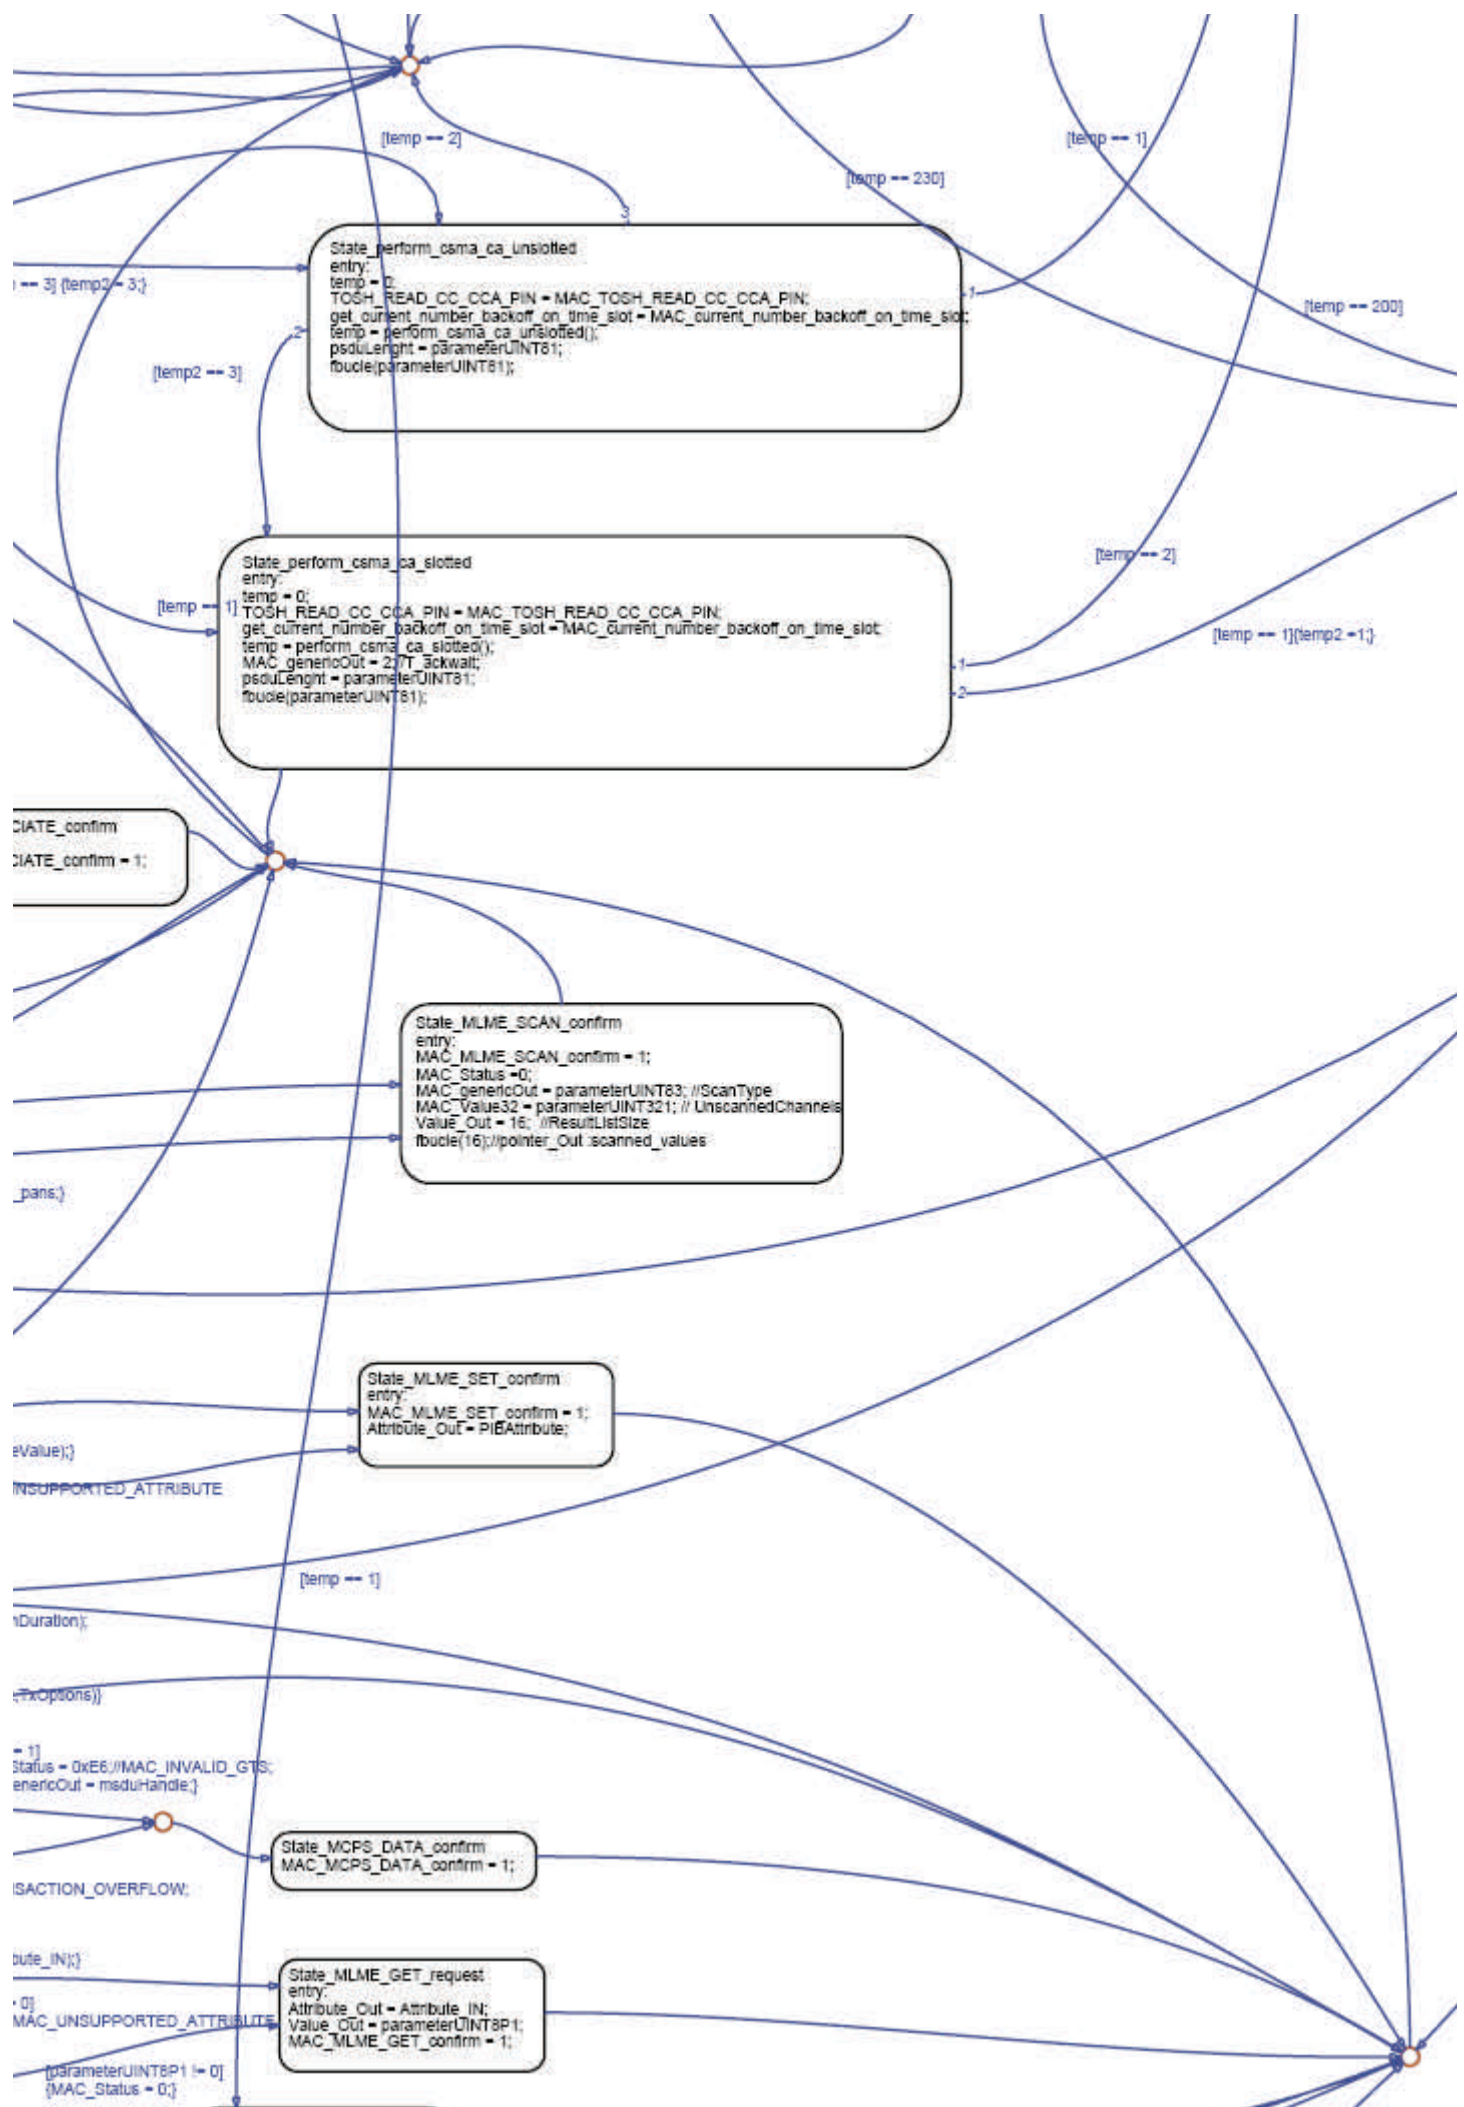 [temp == 2]
[temp == 1]
[temp == 230]
3
State_perform_csma_ca_unslotted
entry:
temp = 0;
TOSH_READ_CC_CCA_PIN = MAC_TOSH_READ_CC_CCA_PIN;
get_current_number_backoff_on_time_slot = MAC_current_number_backoff_on_time_slot;
temp = perform_csma_ca_unslotted();
psduLenght = parameterUINT81;
fbucle(parameterUINT81);
1
2
== 3] {temp2 = 3;}
[temp == 200]
[temp2 == 3]
State_perform_csma_ca_slotted
entry:
temp = 0;
TOSH_READ_CC_CCA_PIN = MAC_TOSH_READ_CC_CCA_PIN;
get_current_number_backoff_on_time_slot = MAC_current_number_backoff_on_time_slot;
temp = perform_csma_ca_slotted();
MAC_genericOut = 2;//T_ackwait;
psduLenght = parameterUINT81;
fbucle(parameterUINT81);
[temp == 1]
[temp == 2]
[temp == 1]{temp2 =1;}
1
2
CIATE_confirm
CIATE_confirm = 1;
State_MLME_SCAN_confirm
entry:
MAC_MLME_SCAN_confirm = 1;
MAC_Status =0;
MAC_genericOut = parameterUINT83; //ScanType
MAC_Value32 = parameterUINT321; // UnscannedChannels
Value_Out = 16; //ResultListSize
fbucle(16);//pointer_Out :scanned_values
_pans;}
State_MLME_SET_confirm
entry:
MAC_MLME_SET_confirm = 1;
Attribute_Out = PIBAttribute;
eValue);}
NSUPPORTED_ATTRIBUTE
[temp == 1]
nDuration);
,TxOptions)}
= 1]
Status = 0xE6;//MAC_INVALID_GTS;
enericOut = msduHandle;}
State_MCPS_DATA_confirm
MAC_MCPS_DATA_confirm = 1;
SACTION_OVERFLOW;
bute_IN);}
State_MLME_GET_request
entry:
Attribute_Out = Attribute_IN;
Value_Out = parameterUINT8P1;
MAC_MLME_GET_confirm = 1;
= 0]
MAC_UNSUPPORTED_ATTRIBUTE
[parameterUINT8P1 != 0]
{MAC_Status = 0;}